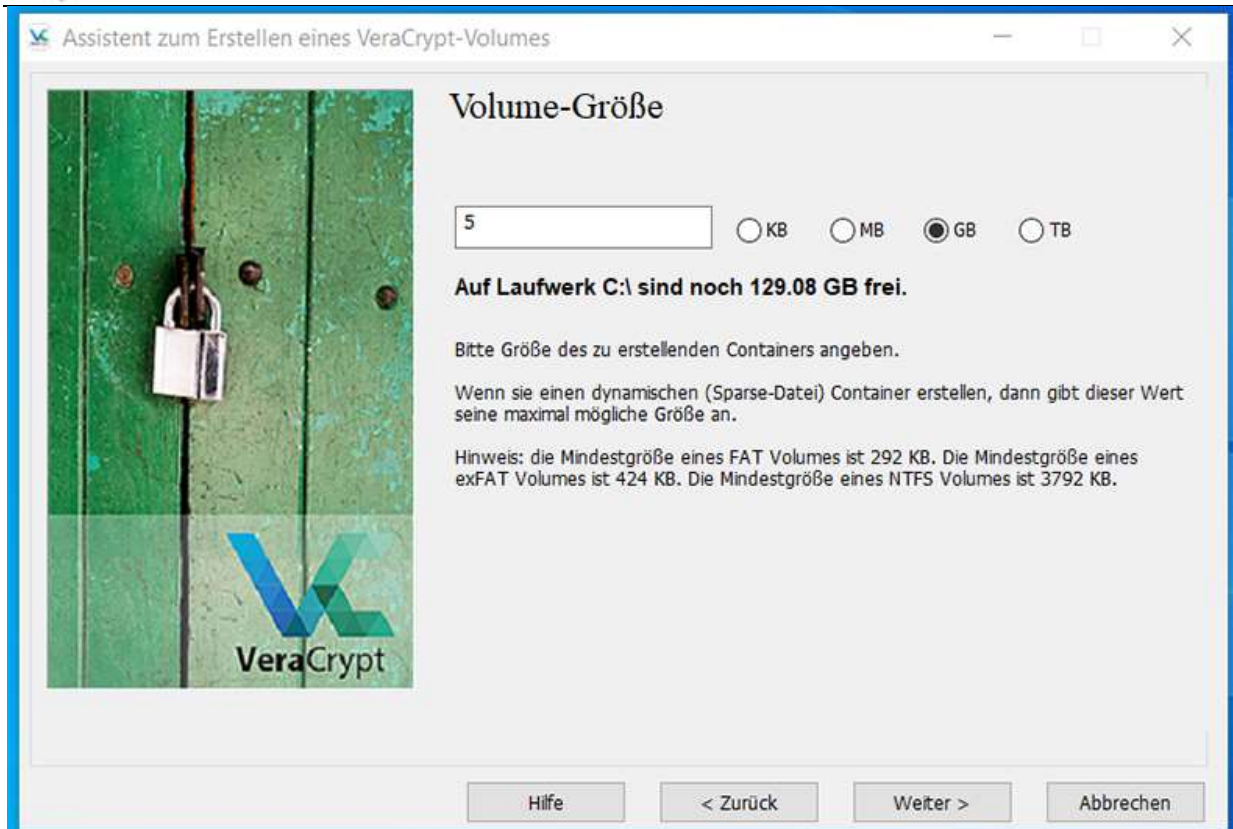 Assistent zum Erstellen eines VeraCrypt-Volumes
Volume-Größe
5
KB MB GB TB
Auf Laufwerk C:\ sind noch 129.08 GB frei.
Bitte Größe des zu erstellenden Containers angeben.
Wenn sie einen dynamischen (Sparse-Datei) Container erstellen, dann gibt dieser Wert
seine maximal mögliche Größe an.
Hinweis: die Mindestgröße eines FAT Volumes ist 292 KB. Die Mindestgröße eines
exFAT Volumes ist 424 KB. Die Mindestgröße eines NTFS Volumes ist 3792 KB.
VeraCrypt
Hilfe < Zurück Weiter > Abbrechen